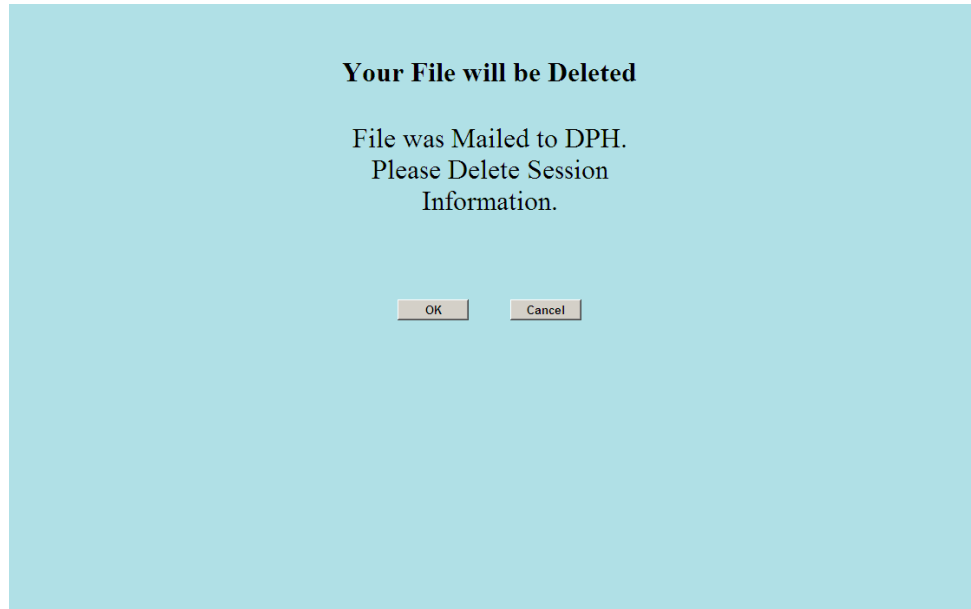 Your File will be Deleted
File was Mailed to DPH.
Please Delete Session
Information.
OK Cancel